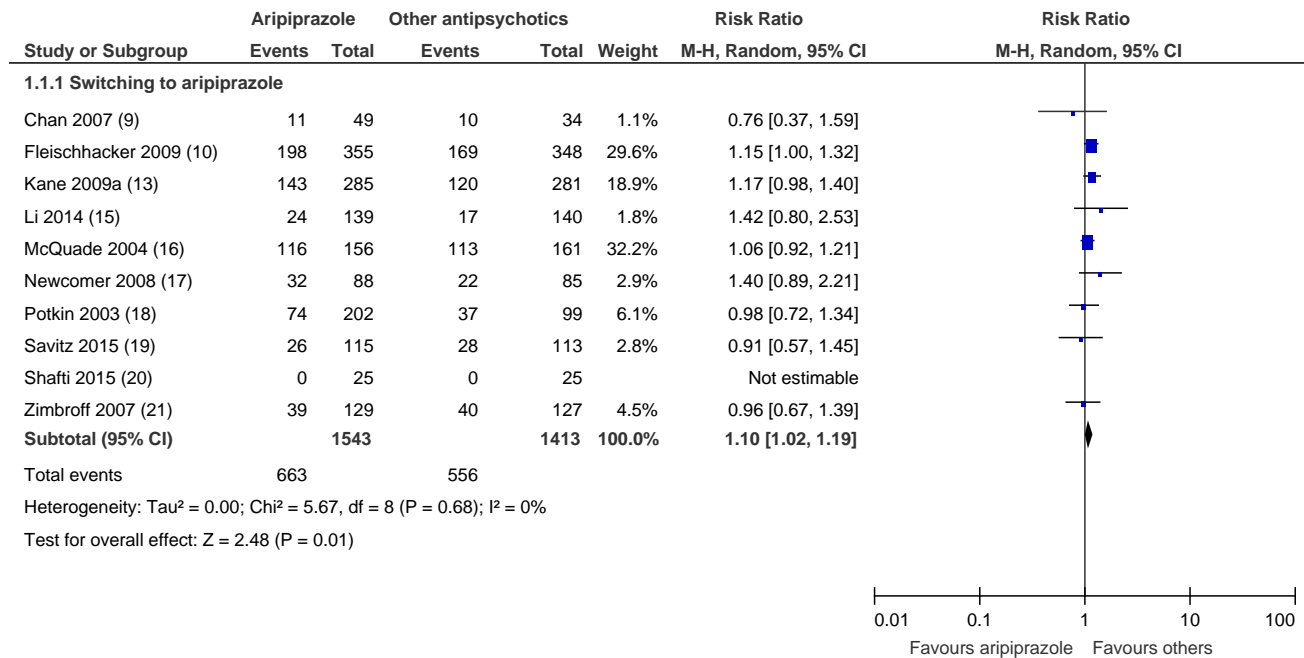 Aripiprazole Other antipsychotics Risk Ratio Risk Ratio
Study or Subgroup Events Total Events Total Weight M-H, Random, 95% CI M-H, Random, 95% CI
1.1.1 Switching to aripiprazole
Chan 2007 (9) 11 49 10 34 1.1% 0.76 [0.37, 1.59]
Fleischhacker 2009 (10) 198 355 169 348 29.6% 1.15 [1.00, 1.32]
Kane 2009a (13) 143 285 120 281 18.9% 1.17 [0.98, 1.40]
Li 2014 (15) 24 139 17 140 1.8% 1.42 [0.80, 2.53]
McQuade 2004 (16) 116 156 113 161 32.2% 1.06 [0.92, 1.21]
Newcomer 2008 (17) 32 88 22 85 2.9% 1.40 [0.89, 2.21]
Potkin 2003 (18) 74 202 37 99 6.1% 0.98 [0.72, 1.34]
Savitz 2015 (19) 26 115 28 113 2.8% 0.91 [0.57, 1.45]
Shafti 2015 (20) 0 25 0 25 Not estimable
Zimbroff 2007 (21) 39 129 40 127 4.5% 0.96 [0.67, 1.39]
Subtotal (95% CI) 1543 1413 100.0% 1.10 [1.02, 1.19]
Total events 663 556
Heterogeneity: Tau² = 0.00; Chi² = 5.67, df = 8 (P = 0.68); I² = 0%
Test for overall effect: Z = 2.48 (P = 0.01)
0.01 0.1 1 10 100
Favours aripiprazole Favours others